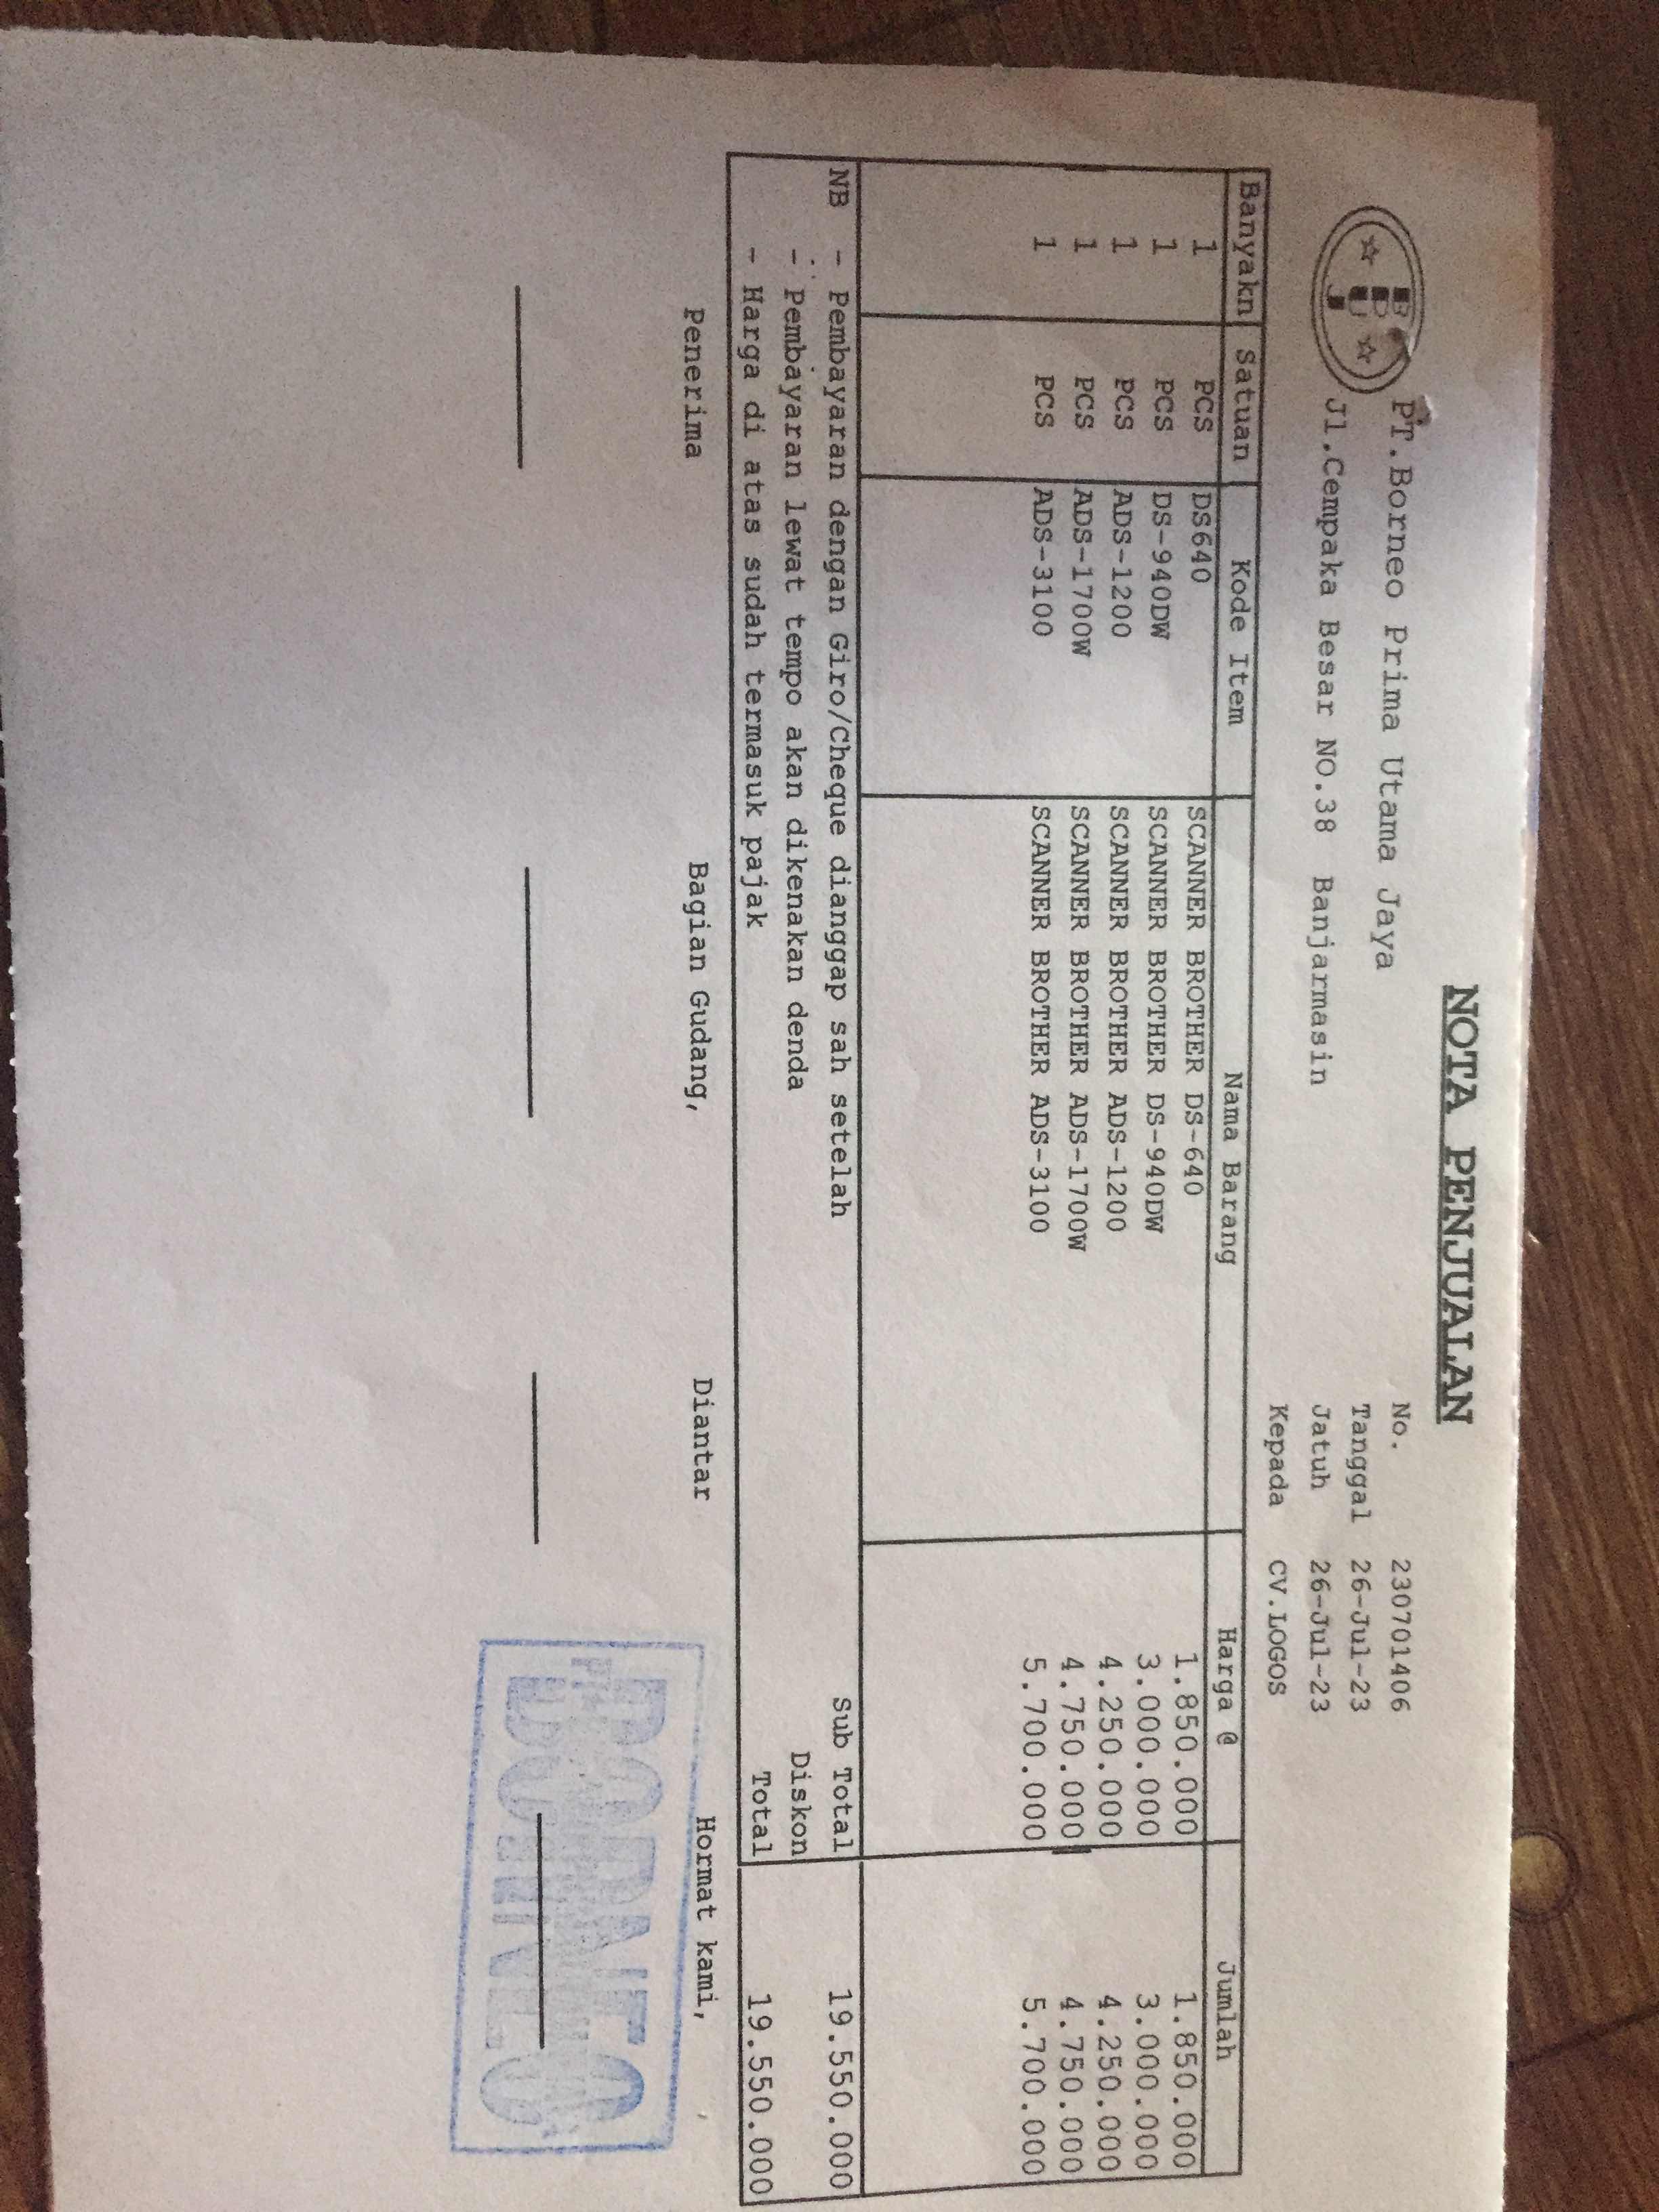 NOTA PENJUALAN
PT.Borneo Prima Utama Jaya
Jl.Cempaka Besar NO.38 Banjarmasin
BPUJ
No. 230701406
Tanggal 26-Jul-23
Jatuh 26-Jul-23
Kepada CV.LOGOS
Banyakn Satuan Kode Item Nama Barang Harga @ Jumlah
1 PCS DS640 SCANNER BROTHER DS-640 1.850.000 1.850.000
1 PCS DS-940DW SCANNER BROTHER DS-940DW 3.000.000 3.000.000
1 PCS ADS-1200 SCANNER BROTHER ADS-1200 4.250.000 4.250.000
1 PCS ADS-1700W SCANNER BROTHER ADS-1700W 4.750.000 4.750.000
1 PCS ADS-3100 SCANNER BROTHER ADS-3100 5.700.000 5.700.000
NB - Pembayaran dengan Giro/Cheque dianggap sah setelah Sub Total 19.550.000
- Pembayaran lewat tempo akan dikenakan denda Diskon
- Harga di atas sudah termasuk pajak Total 19.550.000
Penerima Bagian Gudang, Diantar Hormat kami,
BORNEO